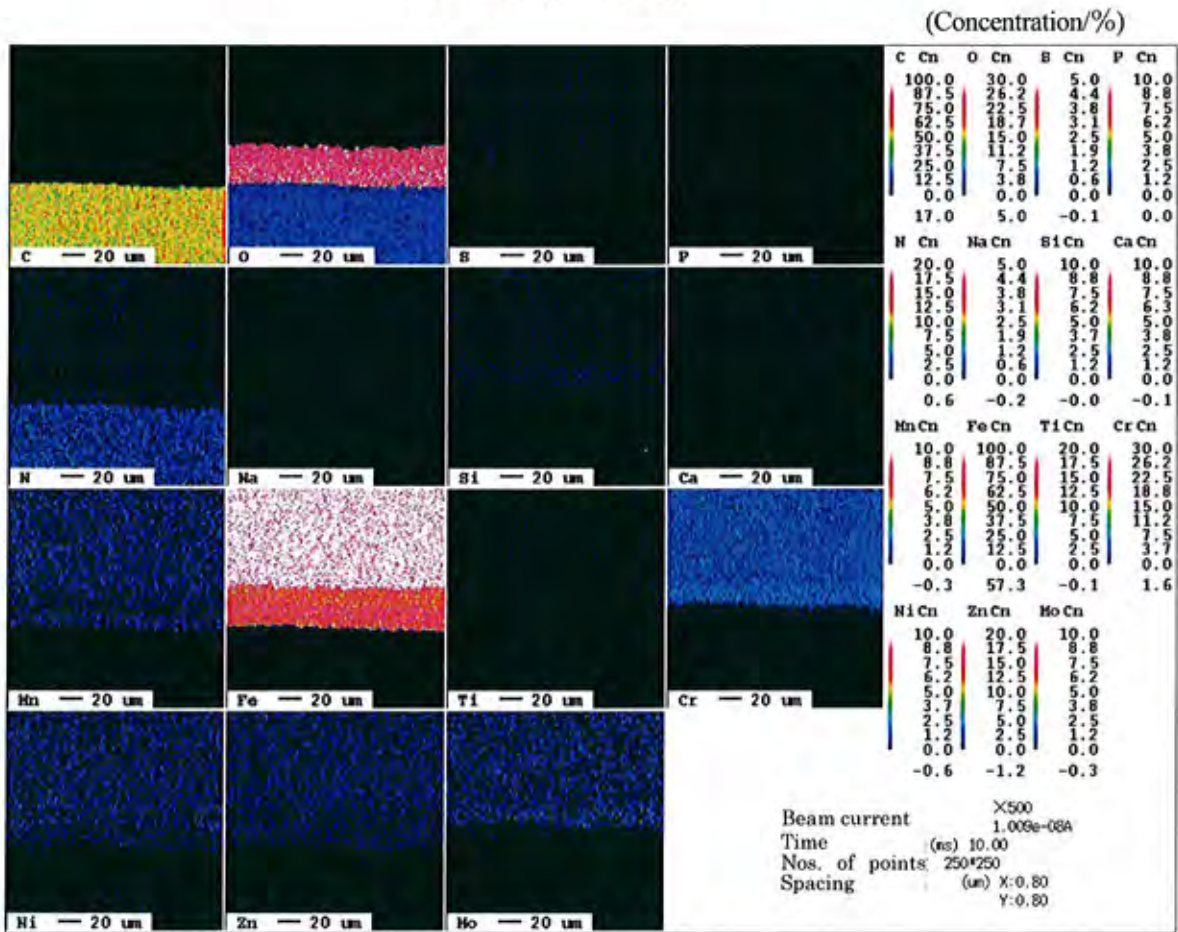 (Concentration/%)
C Cn O Cn S Cn P Cn
100.0 30.0 5.0 10.0
87.5 26.2 4.4 8.8
75.0 22.5 3.8 7.5
62.5 18.7 3.1 6.2
50.0 15.0 2.5 5.0
37.5 11.2 1.9 3.8
25.0 7.5 1.2 2.5
12.5 3.8 0.6 1.2
0.0 0.0 0.0 0.0
17.0 5.0 -0.1 0.0
C 20 um O 20 um S 20 um P 20 um
N Cn Na Cn Si Cn Ca Cn
20.0 5.0 10.0 10.0
17.5 4.4 8.8 8.8
15.0 3.8 7.5 7.5
12.5 3.1 6.2 6.3
10.0 2.5 5.0 5.0
7.5 1.9 3.7 3.8
5.0 1.2 2.5 2.5
2.5 0.6 1.2 1.2
0.0 0.0 0.0 0.0
0.6 -0.2 -0.0 -0.1
N 20 um Na 20 um Si 20 um Ca 20 um
Mn Cn Fe Cn Ti Cn Cr Cn
10.0 100.0 20.0 30.0
8.8 87.5 17.5 26.2
7.5 75.0 15.0 22.5
6.2 62.5 12.5 18.8
5.0 50.0 10.0 15.0
3.8 37.5 7.5 11.2
2.5 25.0 5.0 7.5
1.2 12.5 2.5 3.7
0.0 0.0 0.0 0.0
-0.3 57.3 -0.1 1.6
Mn 20 um Fe 20 um Ti 20 um Cr 20 um
Ni Cn Zn Cn Mo Cn
10.0 20.0 10.0
8.8 17.5 8.8
7.5 15.0 7.5
6.2 12.5 6.2
5.0 10.0 5.0
3.7 7.5 3.8
2.5 5.0 2.5
1.2 2.5 1.2
0.0 0.0 0.0
-0.6 -1.2 -0.3
Ni 20 um Zn 20 um Mo 20 um
×500
Beam current 1.009e-08A
Time (ms) 10.00
Nos. of points 250*250
Spacing (um) X:0.80
Y:0.80